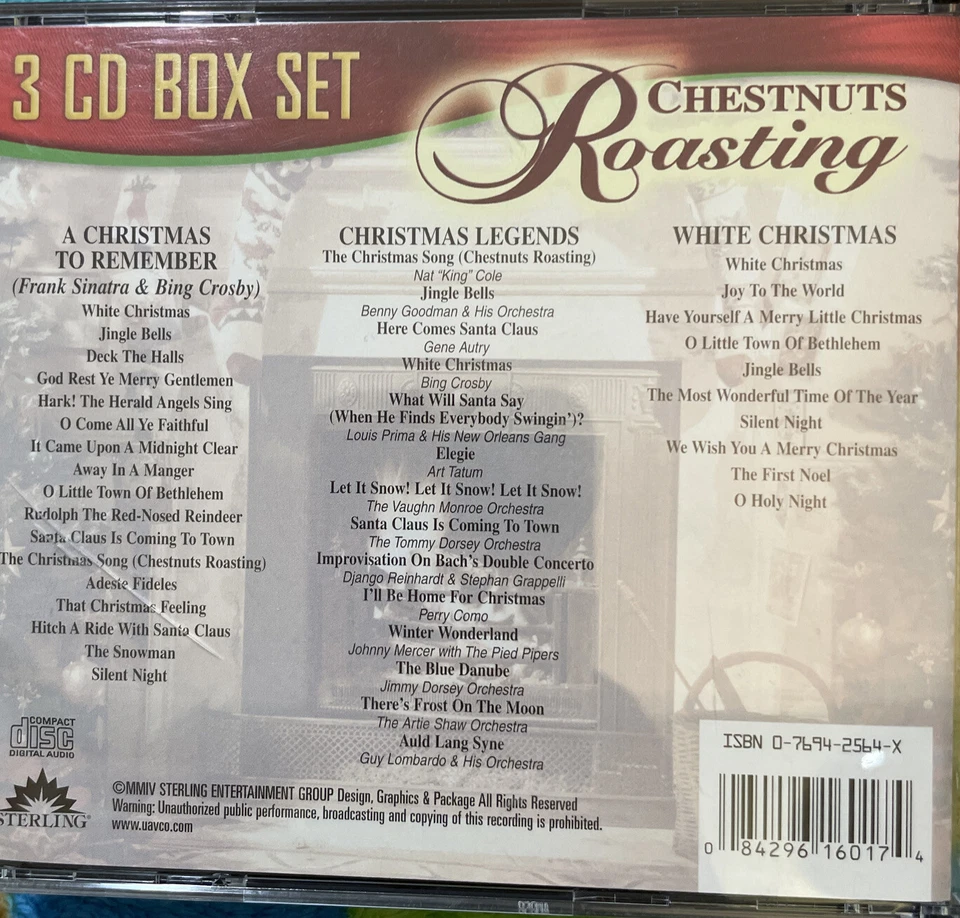 3 CD BOX SET
CHESTNUTS
Roasting
A CHRISTMAS
TO REMEMBER
(Frank Sinatra & Bing Crosby)
White Christmas
Jingle Bells
Deck The Halls
God Rest Ye Merry Gentlemen
Hark! The Herald Angels Sing
O Come All Ye Faithful
It Came Upon A Midnight Clear
Away In A Manger
O Little Town Of Bethlehem
Rudolph The Red-Nosed Reindeer
Santa Claus Is Coming To Town
The Christmas Song (Chestnuts Roasting)
Adeste Fideles
That Christmas Feeling
Hitch A Ride With Santa Claus
The Snowman
Silent Night
CHRISTMAS LEGENDS
The Christmas Song (Chestnuts Roasting)
Nat "King" Cole
Jingle Bells
Benny Goodman & His Orchestra
Here Comes Santa Claus
Gene Autry
White Christmas
Bing Crosby
What Will Santa Say
(When He Finds Everybody Swingin')?
Louis Prima & His New Orleans Gang
Elegie
Art Tatum
Let It Snow! Let It Snow! Let It Snow!
The Vaughn Monroe Orchestra
Santa Claus Is Coming To Town
The Tommy Dorsey Orchestra
Improvisation On Bach's Double Concerto
Django Reinhardt & Stephan Grappelli
I'll Be Home For Christmas
Perry Como
Winter Wonderland
Johnny Mercer with The Pied Pipers
The Blue Danube
Jimmy Dorsey Orchestra
There's Frost On The Moon
The Artie Shaw Orchestra
Auld Lang Syne
Guy Lombardo & His Orchestra
WHITE CHRISTMAS
White Christmas
Joy To The World
Have Yourself A Merry Little Christmas
O Little Town Of Bethlehem
Jingle Bells
The Most Wonderful Time Of The Year
Silent Night
We Wish You A Merry Christmas
The First Noel
O Holy Night
COMPACT
disc
DIGITAL AUDIO
STERLING®
©MMIV STERLING ENTERTAINMENT GROUP Design, Graphics & Package All Rights Reserved
Warning: Unauthorized public performance, broadcasting and copying of this recording is prohibited.
www.uavco.com
ISBN 0-7694-2564-X
0 84296 16017 4